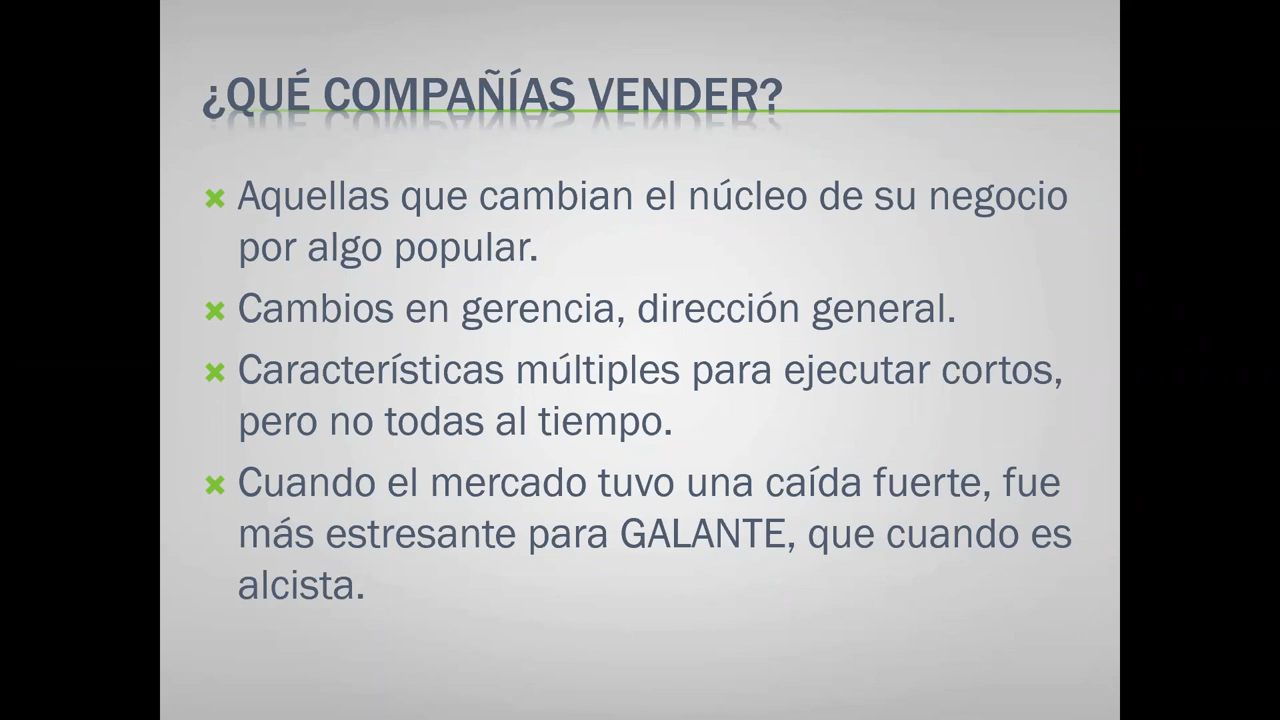 ¿QUÉ COMPAÑÍAS VENDER?
Aquellas que cambian el núcleo de su negocio
por algo popular.
Cambios en gerencia, dirección general.
Características múltiples para ejecutar cortos,
pero no todas al tiempo.
Cuando el mercado tuvo una caída fuerte, fue
más estresante para GALANTE, que cuando es
alcista.